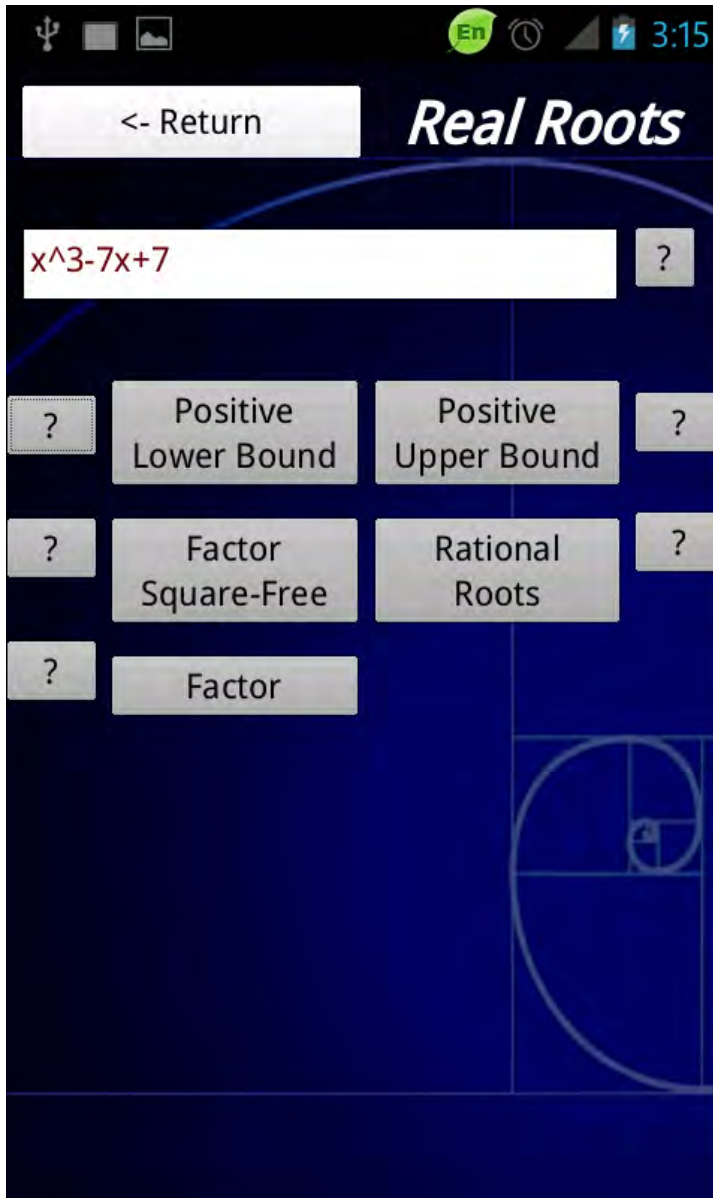 En 3:15
<- Return Real Roots
x^3-7x+7 ?
? Positive Positive ?
Lower Bound Upper Bound
? Factor Rational ?
Square-Free Roots
? Factor